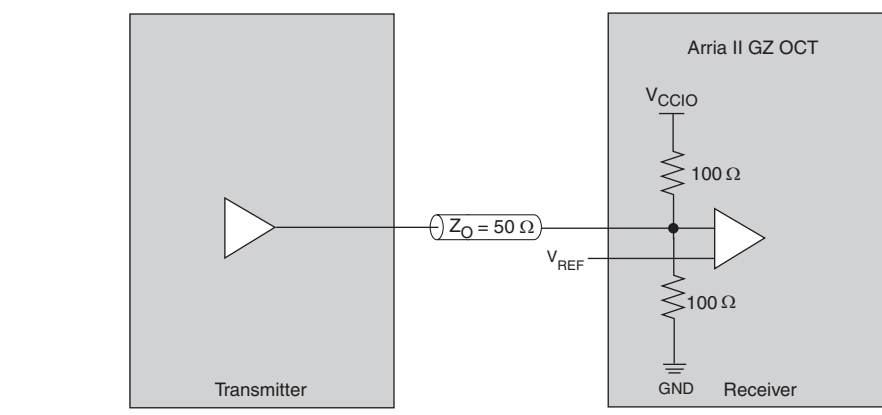 Arria II GZ OCT
VCCIO
100 Ω
ZO = 50 Ω
VREF
100 Ω
GND
Transmitter
Receiver